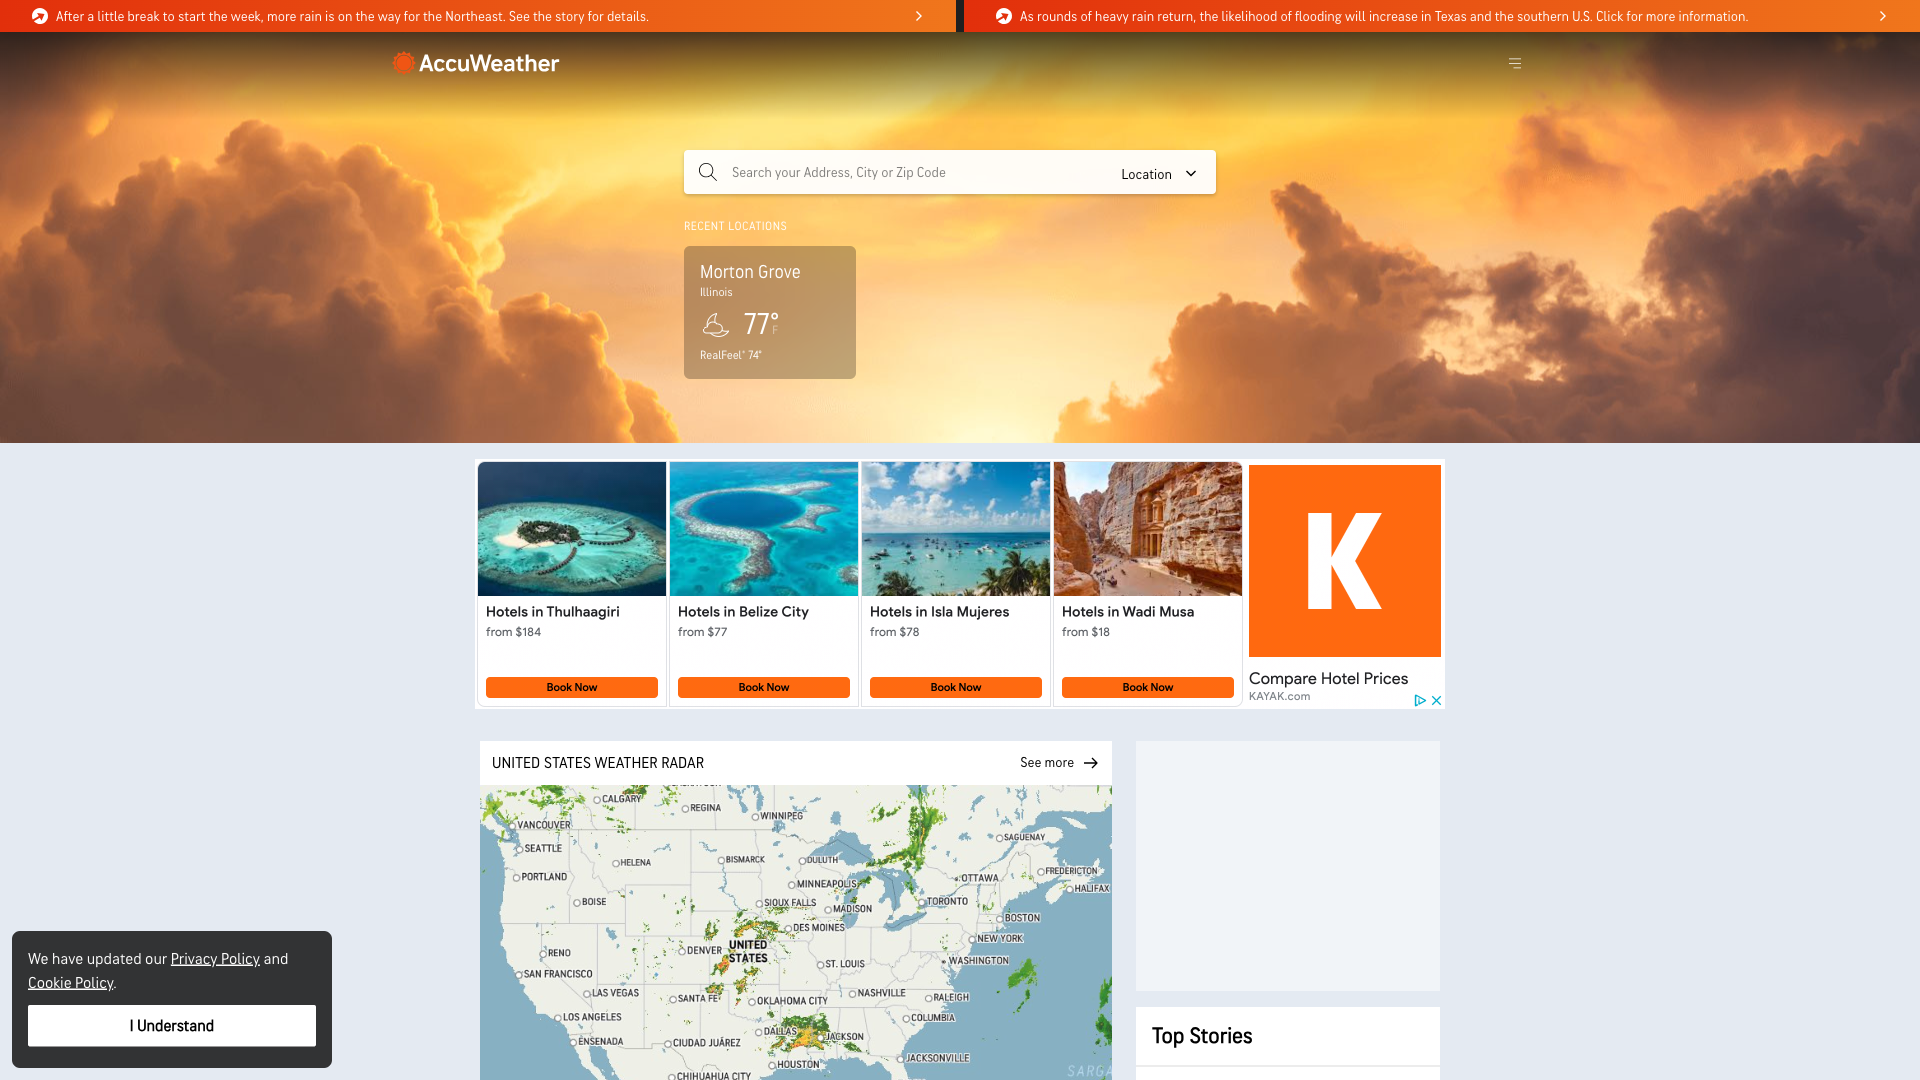 After a little break to start the week, more rain is on the way for the Northeast. See the story for details.
As rounds of heavy rain return, the likelihood of flooding will increase in Texas and the southern U.S. Click for more information.
AccuWeather
Search your Address, City or Zip Code
Location
RECENT LOCATIONS
Morton Grove
Illinois
77°
F
RealFeel® 74°
Hotels in Thulhaagiri
from $184
Book Now
Hotels in Belize City
from $77
Book Now
Hotels in Isla Mujeres
from $78
Book Now
Hotels in Wadi Musa
from $18
Book Now
K
Compare Hotel Prices
KAYAK.com
UNITED STATES WEATHER RADAR
See more
CALGARY
REGINA
WINNIPEG
VANCOUVER
SAGUENAY
SEATTLE
HELENA
BISMARCK
DULUTH
FREDERICTON
PORTLAND
MINNEAPOLIS
OTTAWA
HALIFAX
BOISE
SIOUX FALLS
MADISON
TORONTO
BOSTON
DES MOINES
NEW YORK
RENO
DENVER
UNITED
STATES
ST. LOUIS
WASHINGTON
SAN FRANCISCO
LAS VEGAS
SANTA FE
OKLAHOMA CITY
NASHVILLE
RALEIGH
LOS ANGELES
COLUMBIA
DALLAS
JACKSON
ENSENADA
CIUDAD JUÁREZ
JACKSONVILLE
HOUSTON
CHIHUAHUA CITY
SARGA
Top Stories
We have updated our Privacy Policy and
Cookie Policy.
I Understand